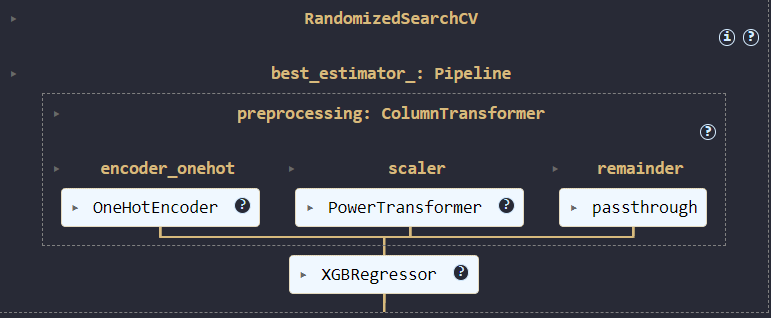 RandomizedSearchCV
i ?
best_estimator_: Pipeline
preprocessing: ColumnTransformer
?
encoder_onehot scaler remainder
OneHotEncoder ? PowerTransformer ? passthrough
XGBRegressor ?